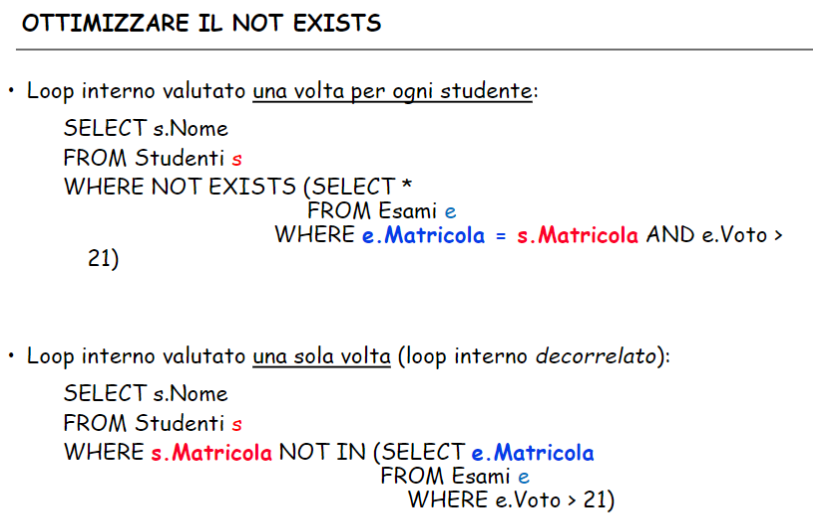 OTTIMIZZARE IL NOT EXISTS
• Loop interno valutato una volta per ogni studente:
SELECT s.Nome
FROM Studenti s
WHERE NOT EXISTS (SELECT *
FROM Esami e
WHERE e.Matricola = s.Matricola AND e.Voto >
21)
• Loop interno valutato una sola volta (loop interno decorrelato):
SELECT s.Nome
FROM Studenti s
WHERE s.Matricola NOT IN (SELECT e.Matricola
FROM Esami e
WHERE e.Voto > 21)